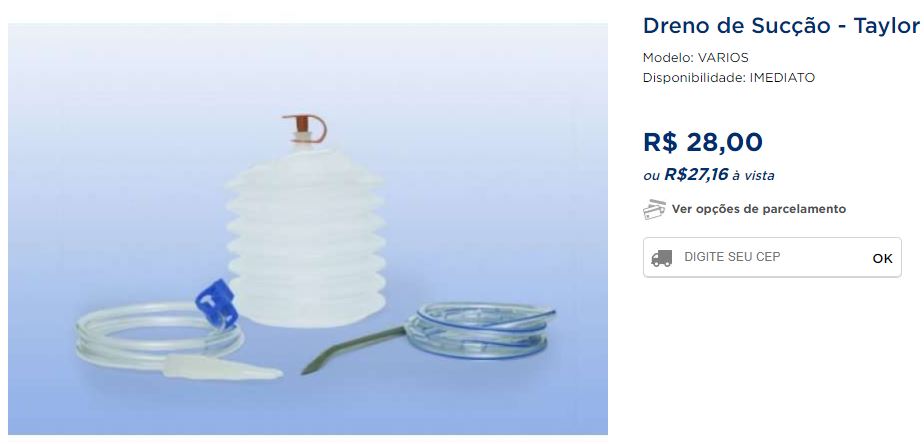 Dreno de Sucção - Taylor
Modelo: VARIOS
Disponibilidade: IMEDIATO
R$ 28,00
ou R$27,16 à vista
Ver opções de parcelamento
DIGITE SEU CEP OK